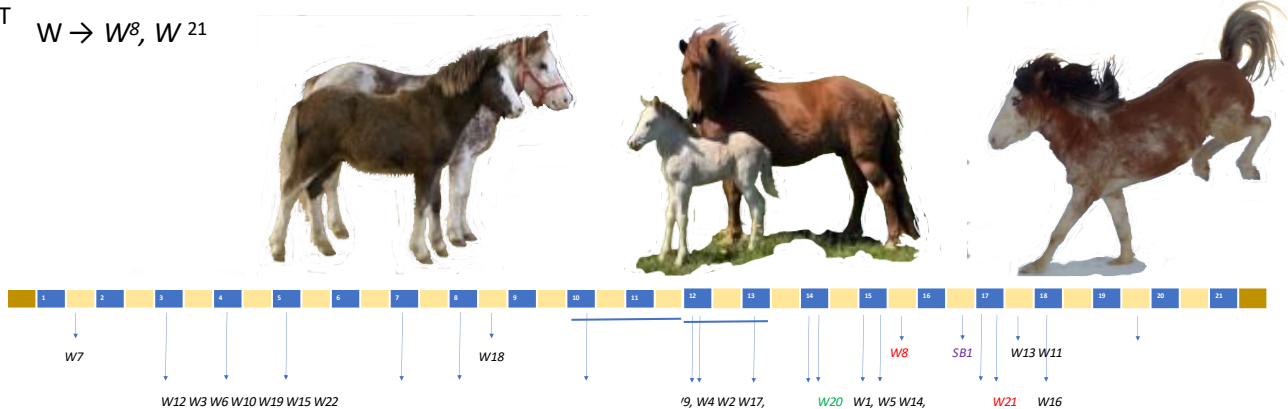 T
W → W8, W 21
1 2 3 4 5 6 7 8 9 10 11 12 13 14 15 16 17 18 19 20 21
W7 W18 W8 SB1 W13 W11
W12 W3 W6 W10 W19 W15 W22 W4 W2 W17, W20 W1, W5 W14, W21 W16